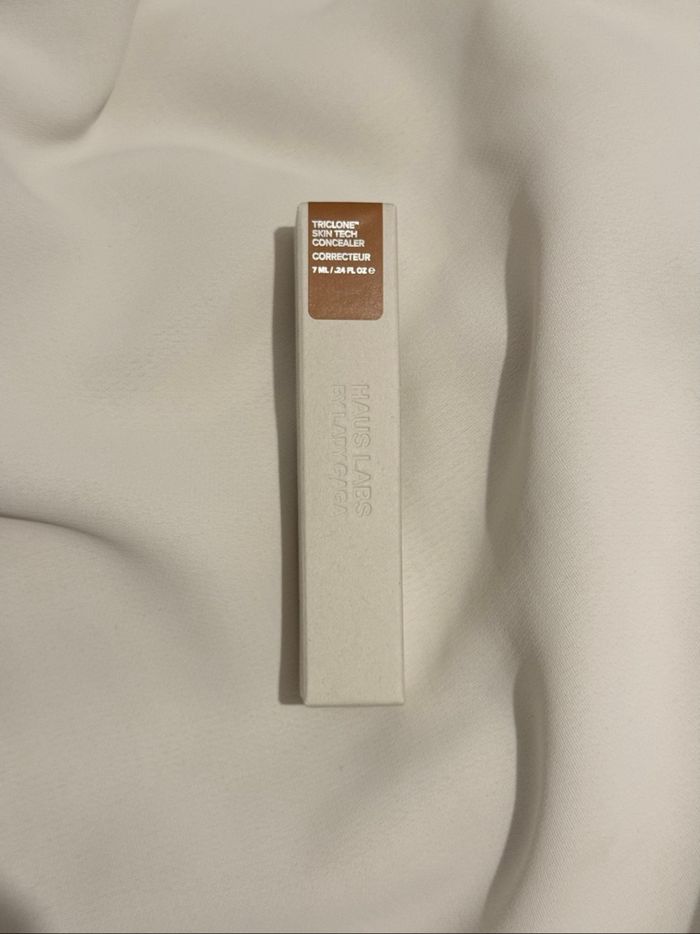 TRICLONE™
SKIN TECH
CONCEALER
CORRECTEUR
7 ML / .24 FL OZ ℮
HAUS LABS
BY LADY GAGA